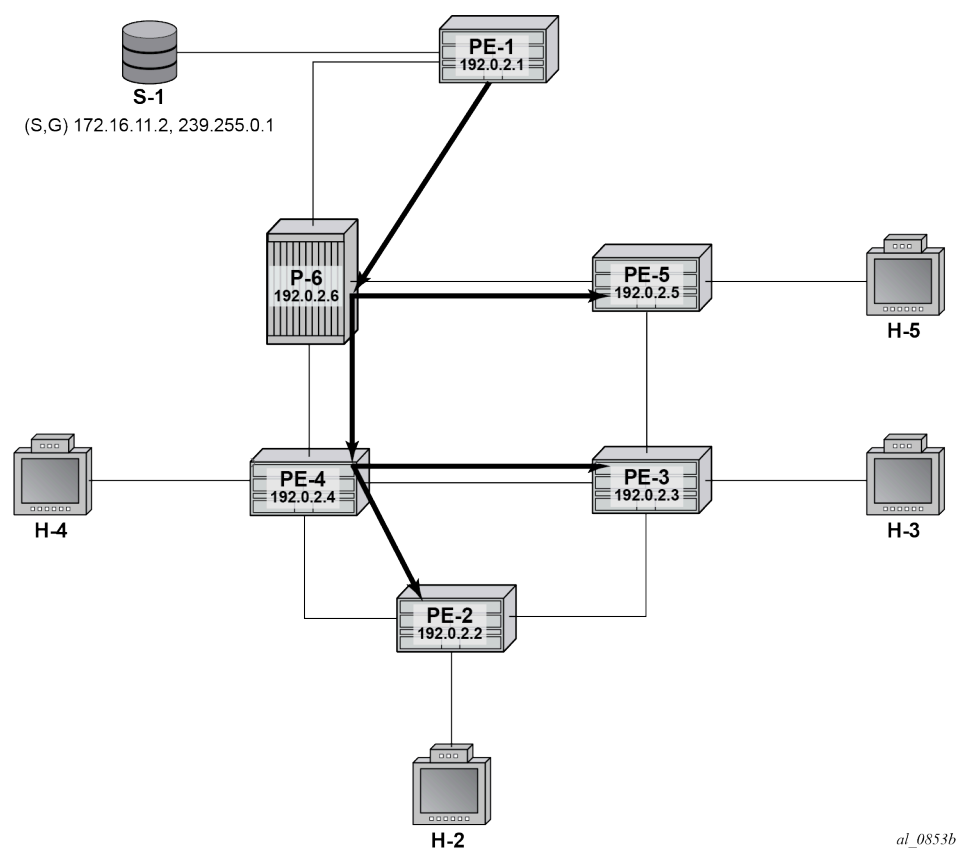 PE-1
192.0.2.1
S-1
(S,G) 172.16.11.2, 239.255.0.1
P-6
192.0.2.6
PE-5
192.0.2.5
H-5
PE-4
192.0.2.4
H-4
PE-3
192.0.2.3
H-3
PE-2
192.0.2.2
H-2
al_0853b